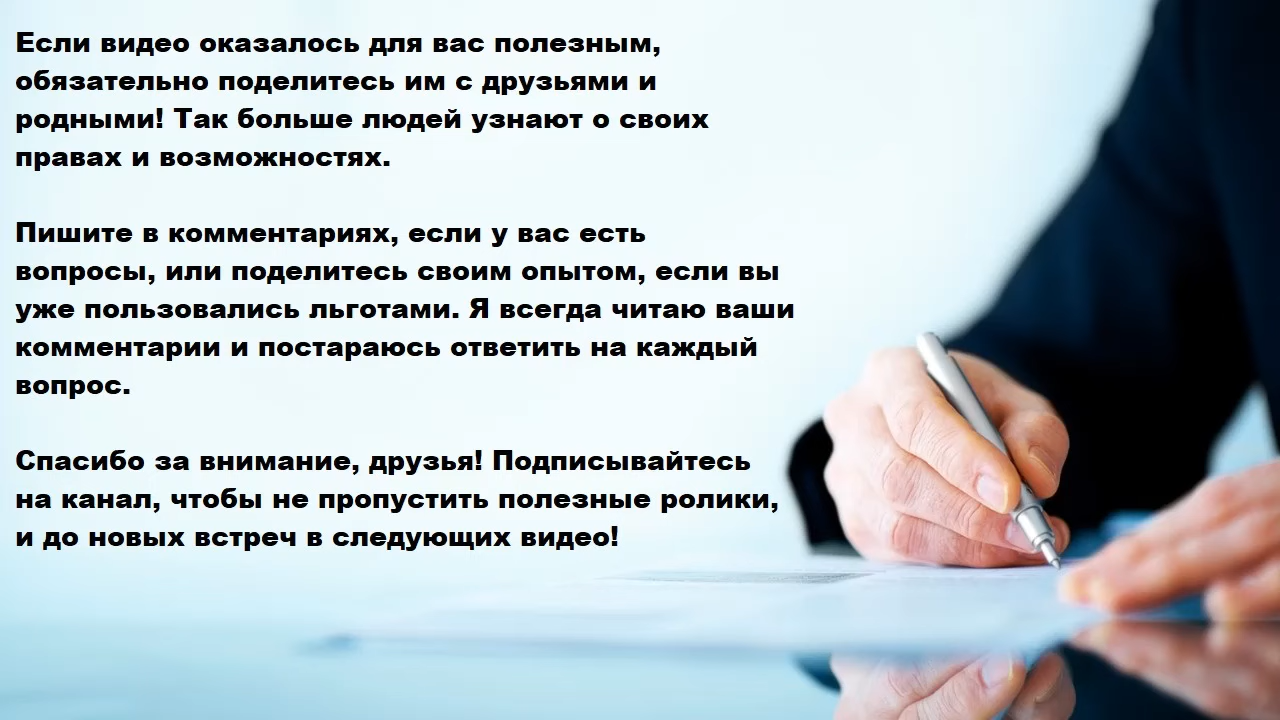 Если видео оказалось для вас полезным,
обязательно поделитесь им с друзьями и
родными! Так больше людей узнают о своих
правах и возможностях.
Пишите в комментариях, если у вас есть
вопросы, или поделитесь своим опытом, если вы
уже пользовались льготами. Я всегда читаю ваши
комментарии и постараюсь ответить на каждый
вопрос.
Спасибо за внимание, друзья! Подписывайтесь
на канал, чтобы не пропустить полезные ролики,
и до новых встреч в следующих видео!